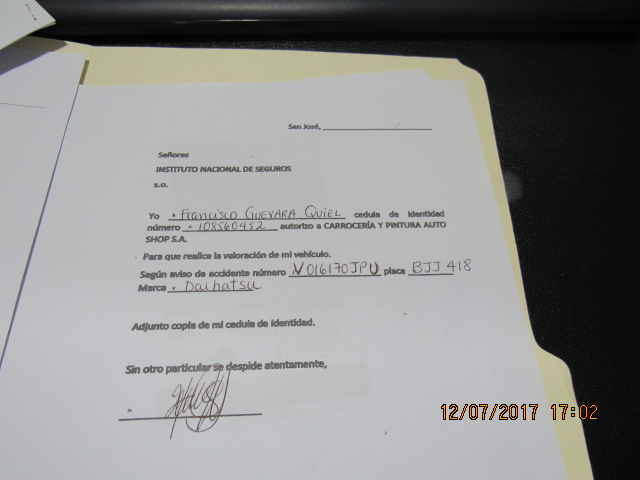 San José, ____________________
Señores
INSTITUTO NACIONAL DE SEGUROS
S.O.
Yo * Francisco GUEVARA QUIEL cedula de identidad
número * 108560452 autorizo a CARROCERÍA Y PINTURA AUTO
SHOP S.A.
Para que realice la valoración de mi vehículo.
Según aviso de accidente número V016170JPU placa BJJ 418
Marca * Daihatsu
Adjunto copia de mi cedula de identidad.
Sin otro particular se despide atentamente,
12/07/2017 17:02